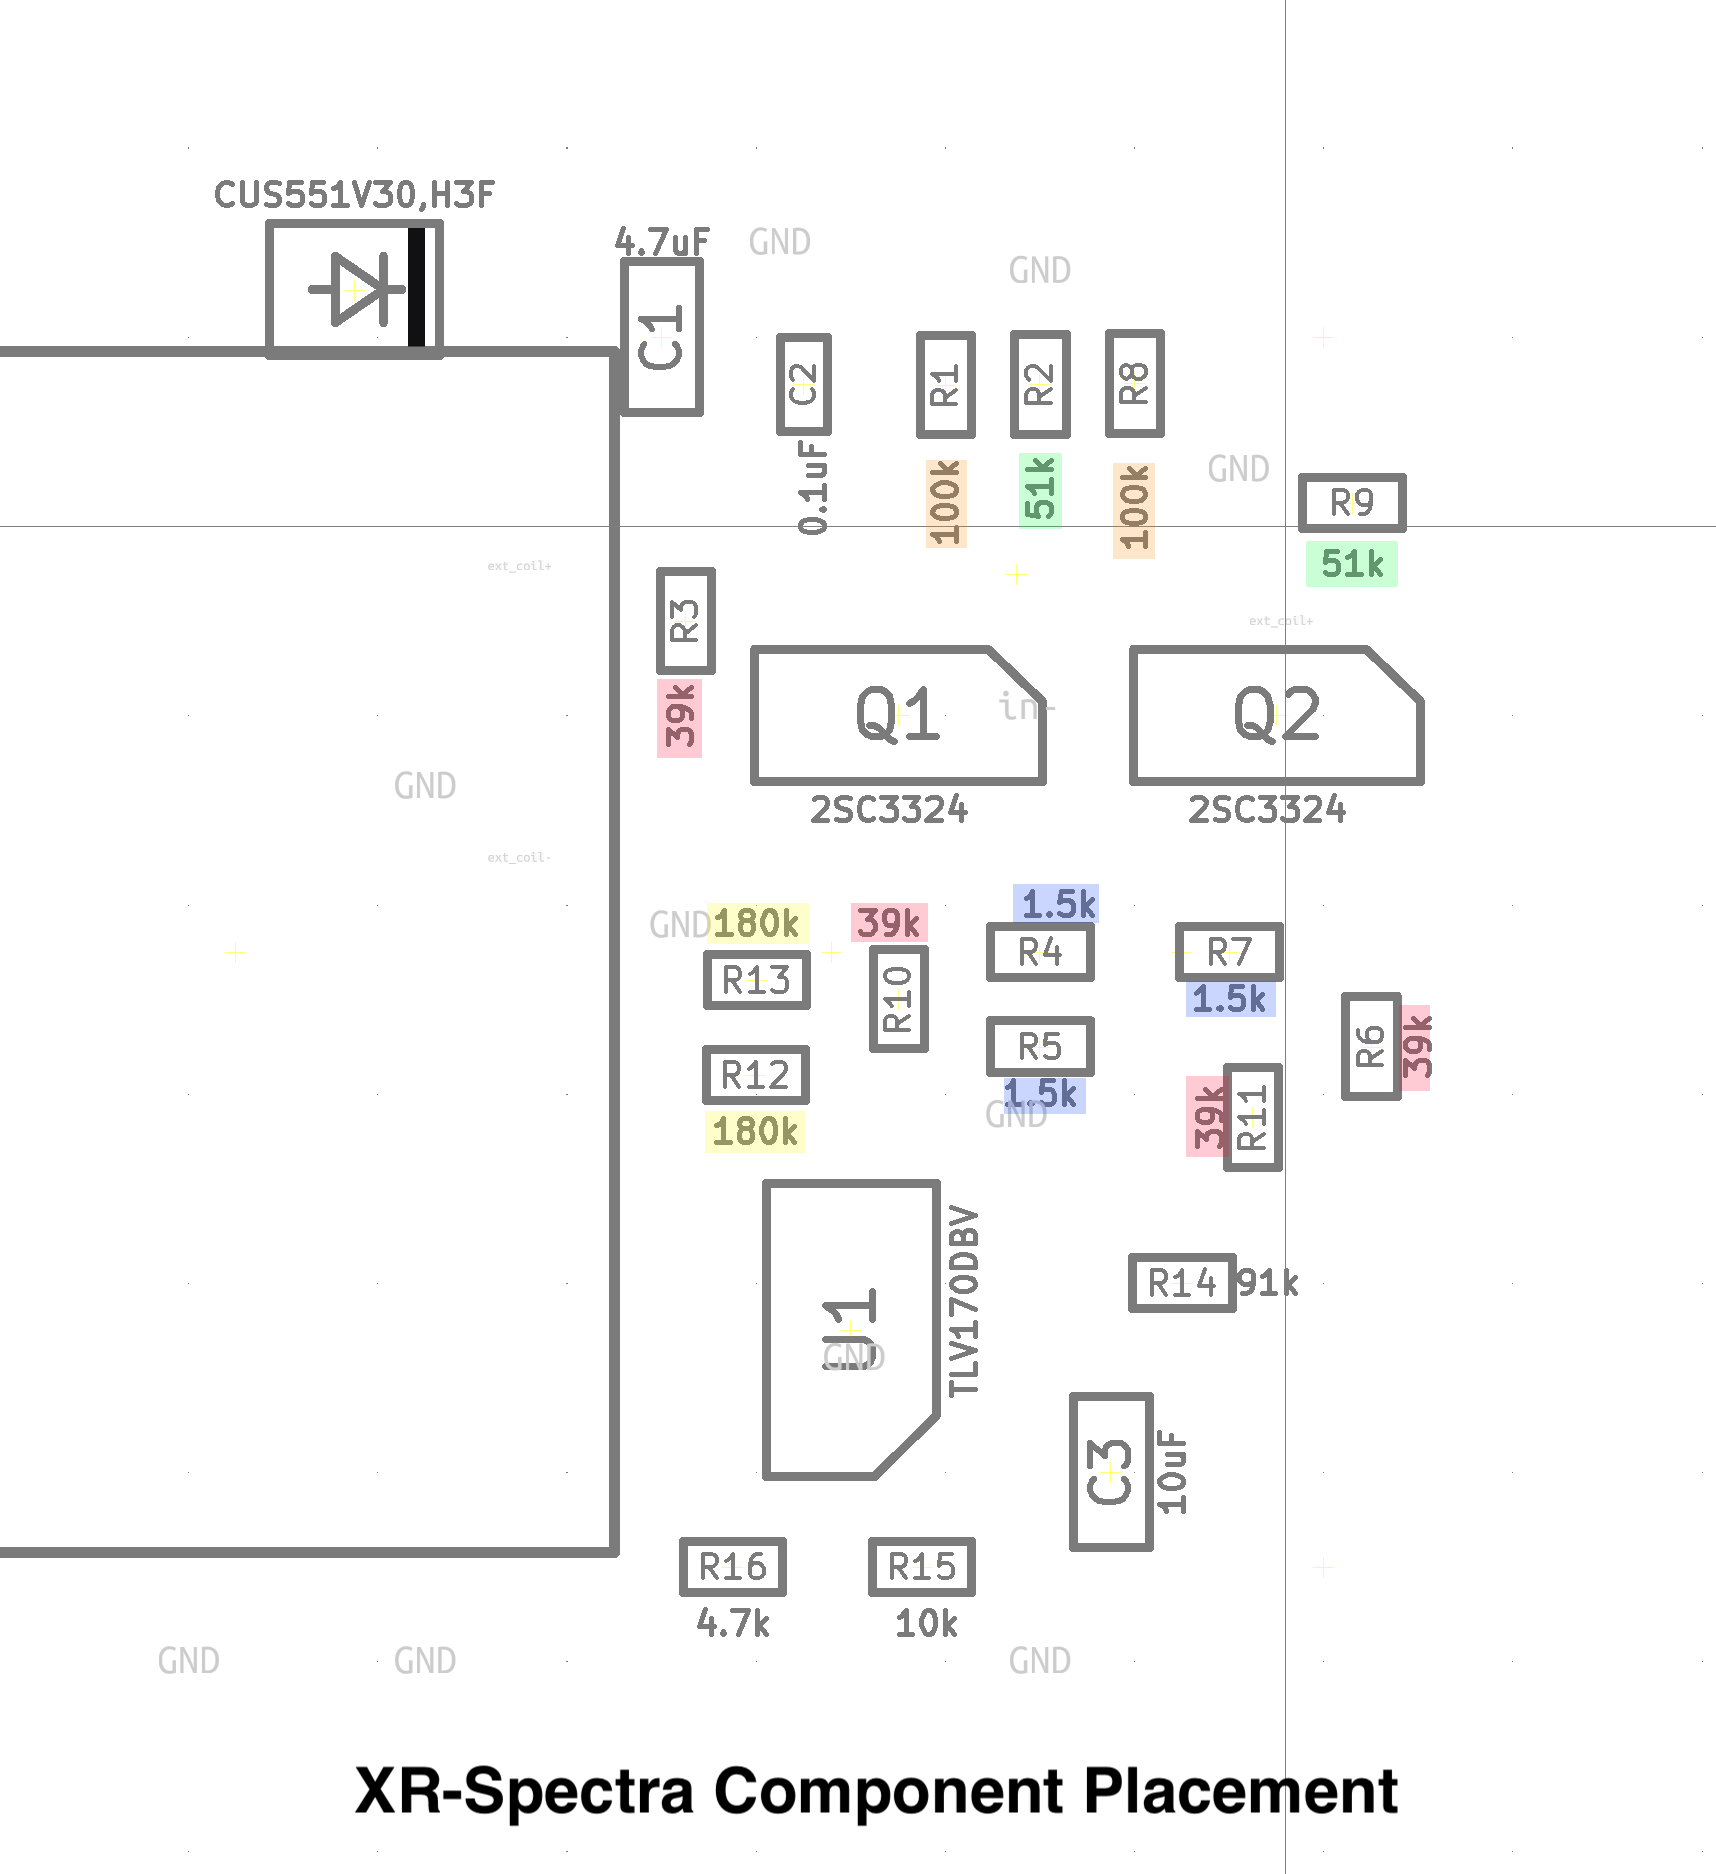 CUS551V30,H3F
4.7uF
GND
GND
C1
C2
R1
R2
R8
0.1uF
100k
51k
100k
GND
R9
51k
ext_coil+
R3
ext_coil+
39k
Q1
in-
Q2
GND
2SC3324
2SC3324
ext_coil-
GND
180k
39k
1.5k
R13
R10
R4
R7
1.5k
R12
R5
R6
39k
180k
1.5k
GND
39k
R11
U1
GND
TLV170DBV
R14
91k
C3
10uF
R16
R15
4.7k
10k
GND
GND
GND
XR-Spectra Component Placement